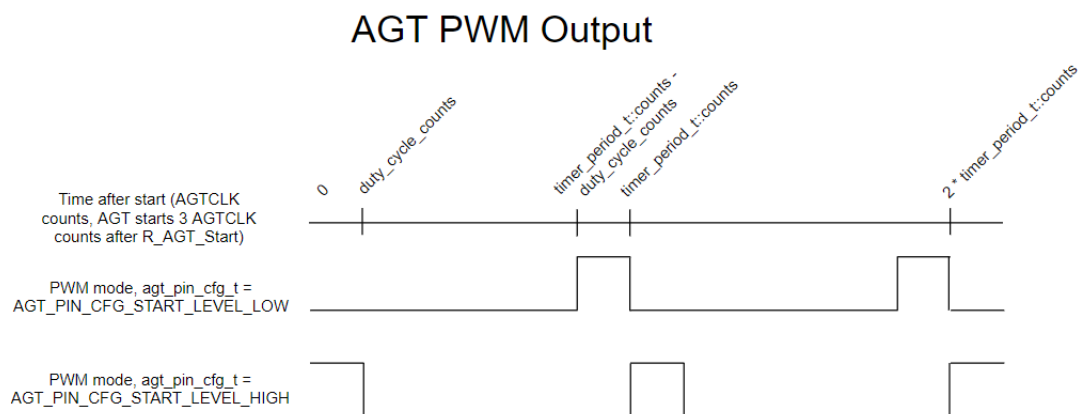 AGT PWM Output
0
duty_cycle_counts
timer_period_t::counts -
duty_cycle_counts
timer_period_t::counts
2 * timer_period_t::counts
Time after start (AGTCLK
counts, AGT starts 3 AGTCLK
counts after R_AGT_Start)
PWM mode, agt_pin_cfg_t =
AGT_PIN_CFG_START_LEVEL_LOW
PWM mode, agt_pin_cfg_t =
AGT_PIN_CFG_START_LEVEL_HIGH